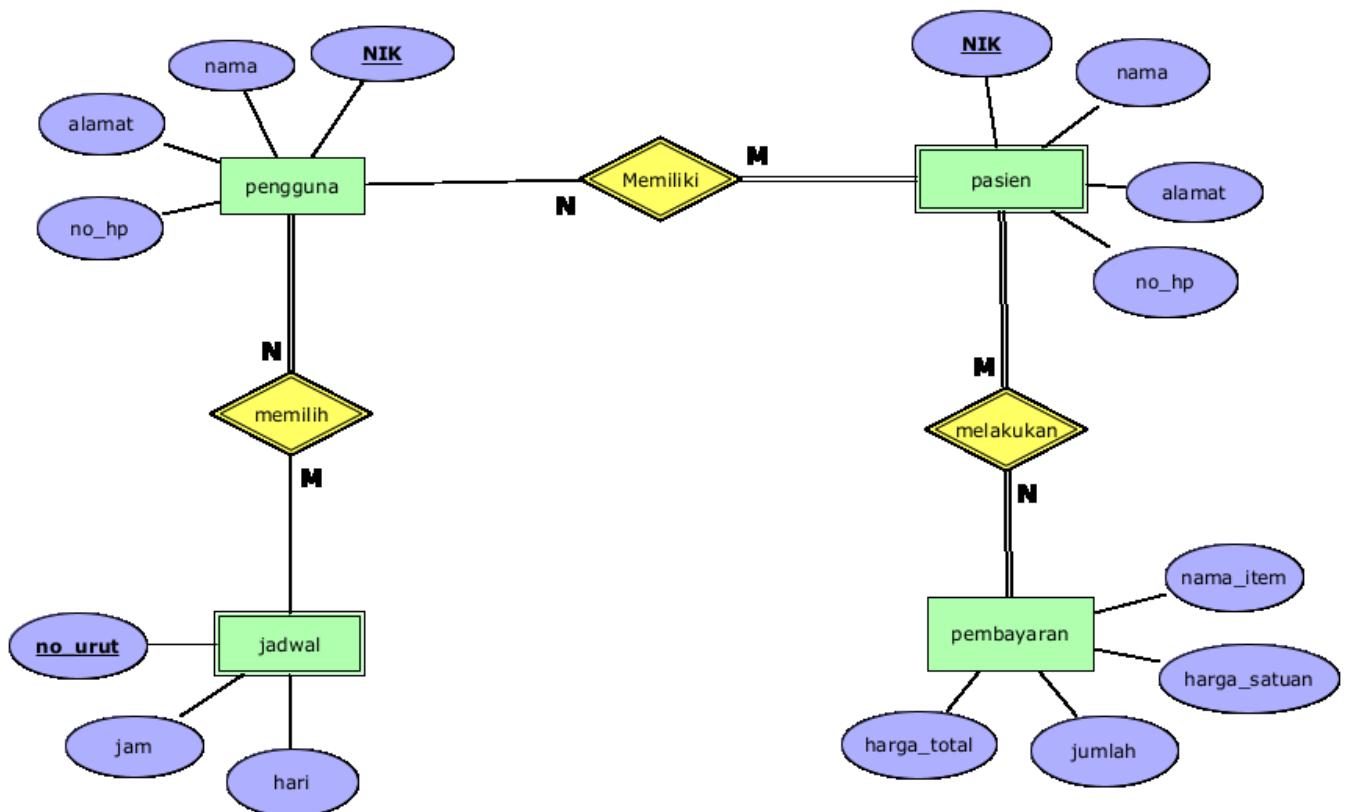 NIK
nama
alamat
no_hp
pengguna
N
Memiliki
M
NIK
nama
alamat
no_hp
pasien
N
memilih
M
M
melakukan
N
no_urut
jadwal
jam
hari
pembayaran
nama_item
harga_satuan
harga_total
jumlah